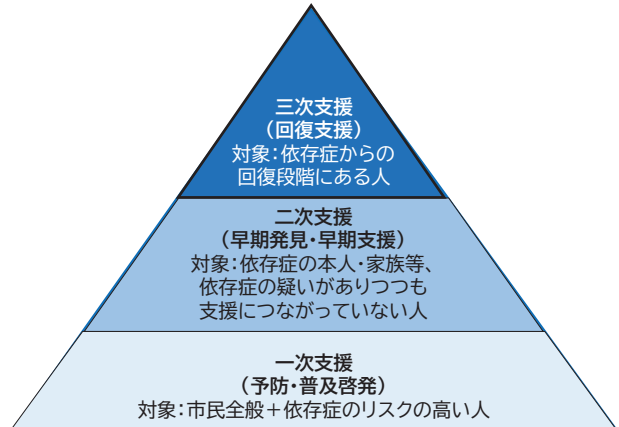 三次支援
（回復支援）
対象：依存症からの
回復段階にある人
二次支援
（早期発見・早期支援）
対象：依存症の本人・家族等、
依存症の疑いがありつつも
支援につながっていない人
一次支援
（予防・普及啓発）
対象：市民全般＋依存症のリスクの高い人